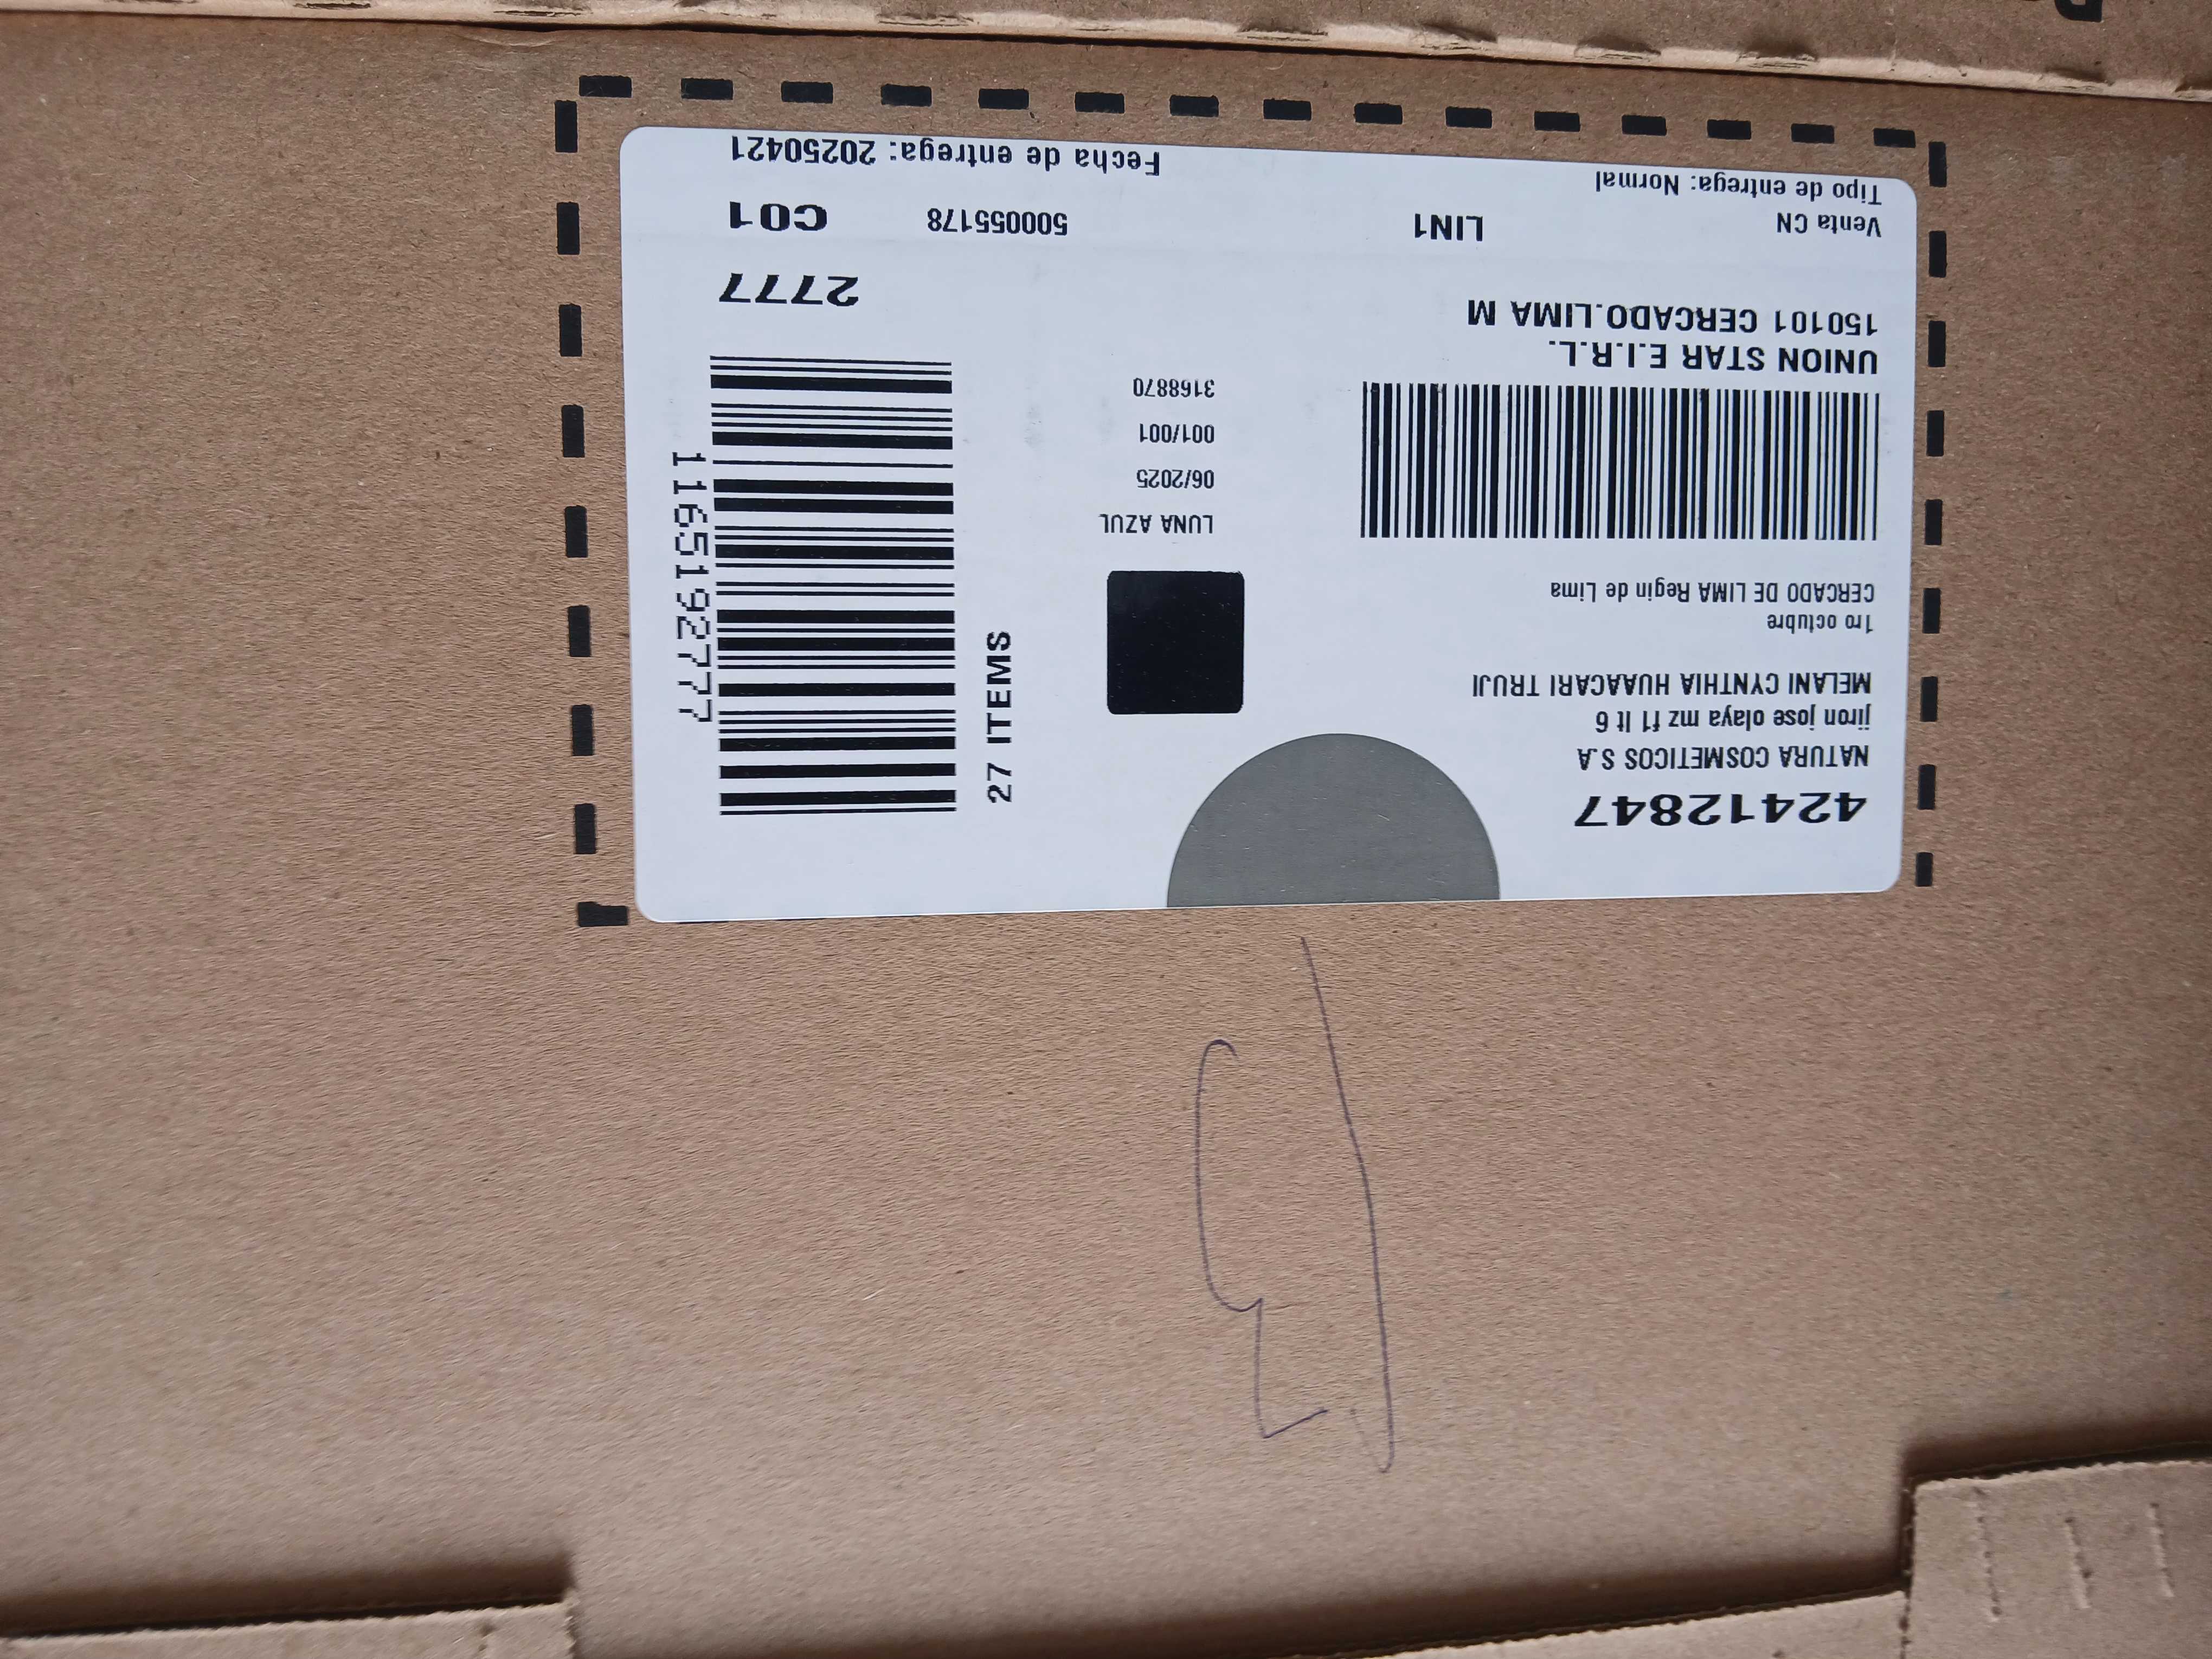 42412847
NATURA COSMETICOS S.A
jiron jose olaya mz f1 lt 6
MELANI CYNTHIA HUAACARI TRUJI
1ro octubre
CERCADO DE LIMA Regin de Lima
UNION STAR E.I.R.L.
150101 CERCADO.LIMA M
Venta CN
LIN1
Tipo de entrega: Normal
LUNA AZUL
06/2025
001/001
3168870
27 ITEMS
116519277​7
2777
500055178
C01
Fecha de entrega: 20250421